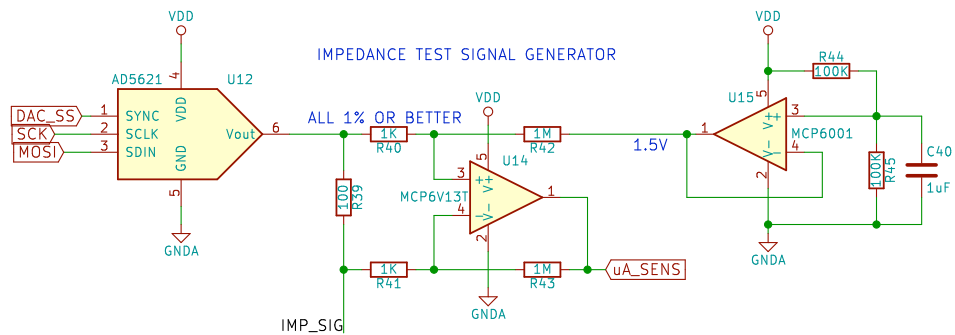 IMPEDANCE TEST SIGNAL GENERATOR
VDD
AD5621
U12
4
VDD
DAC_SS
1
SYNC
SCK
2
SCLK
MOSI
3
SDIN
Vout
6
GND
5
GNDA
ALL 1% OR BETTER
1K
R40
100
R39
1K
R41
IMP_SIG
VDD
5
U14
MCP6V13T
3
+
V+
4
-
V-
1
2
GNDA
1M
R42
1M
R43
uA_SENS
1.5V
VDD
R44
100K
5
U15
1
3
+
V+
MCP6001
4
-
V-
2
100K
R45
C40
1uF
GNDA